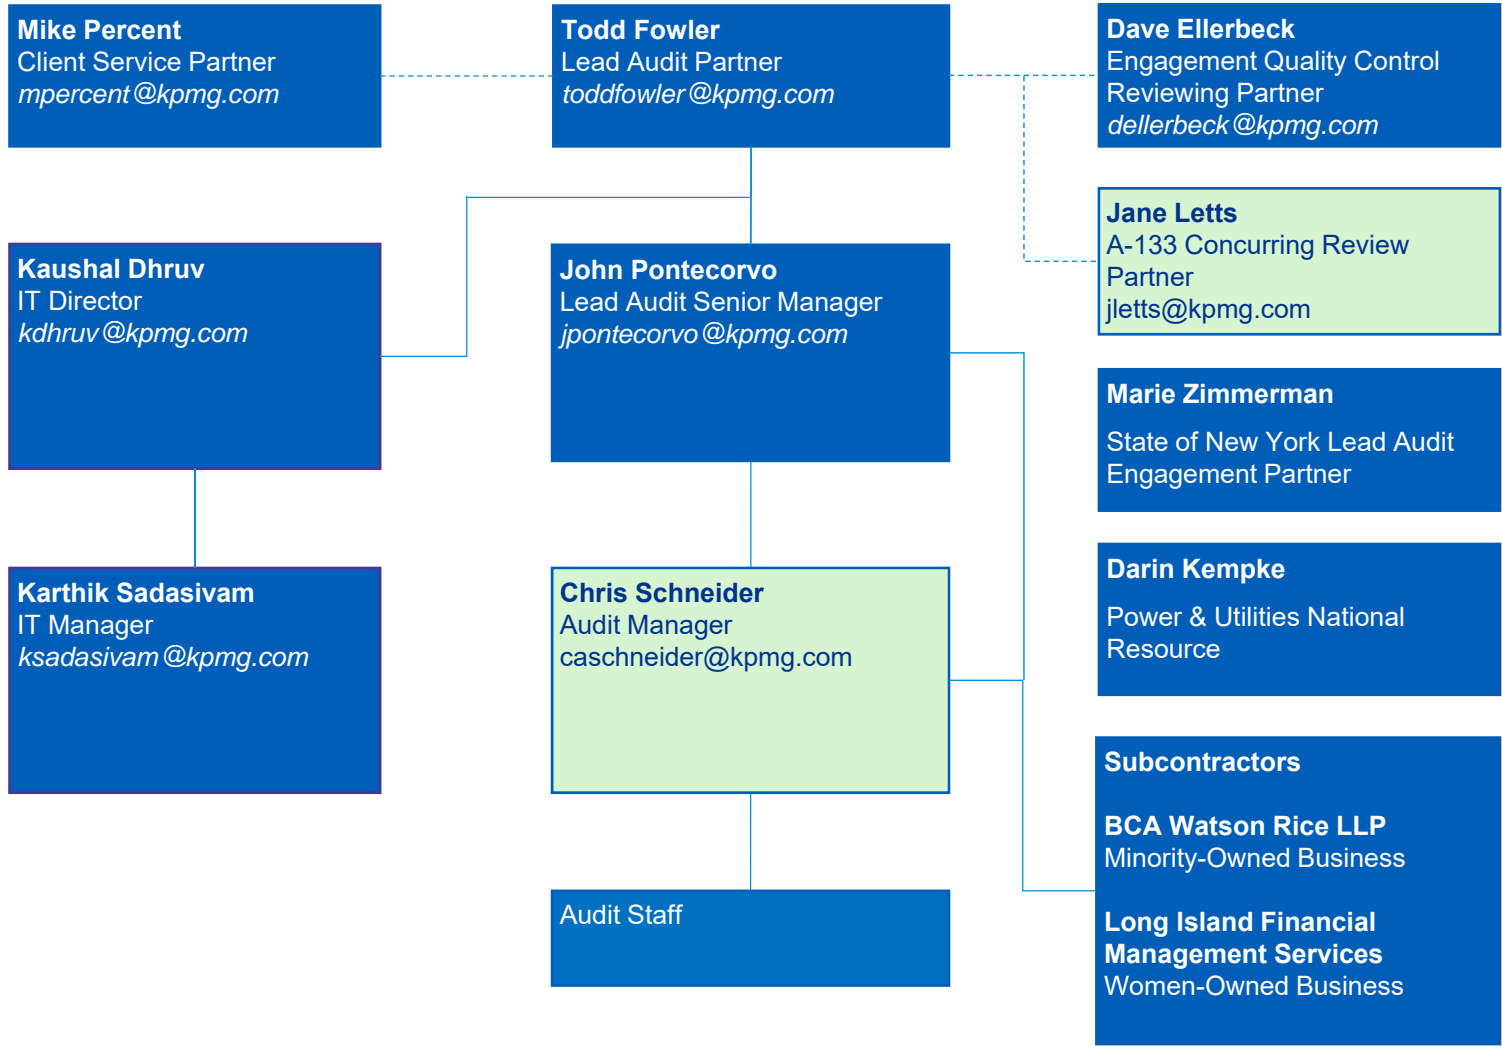 Mike Percent
Client Service Partner
mpercent@kpmg.com
Todd Fowler
Lead Audit Partner
toddfowler@kpmg.com
Dave Ellerbeck
Engagement Quality Control
Reviewing Partner
dellerbeck@kpmg.com
Jane Letts
A-133 Concurring Review
Partner
jletts@kpmg.com
Kaushal Dhruv
IT Director
kdhruv@kpmg.com
John Pontecorvo
Lead Audit Senior Manager
jpontecorvo@kpmg.com
Marie Zimmerman
State of New York Lead Audit
Engagement Partner
Darin Kempke
Power & Utilities National
Resource
Karthik Sadasivam
IT Manager
ksadasivam@kpmg.com
Chris Schneider
Audit Manager
caschneider@kpmg.com
Subcontractors
BCA Watson Rice LLP
Minority-Owned Business
Long Island Financial
Management Services
Women-Owned Business
Audit Staff